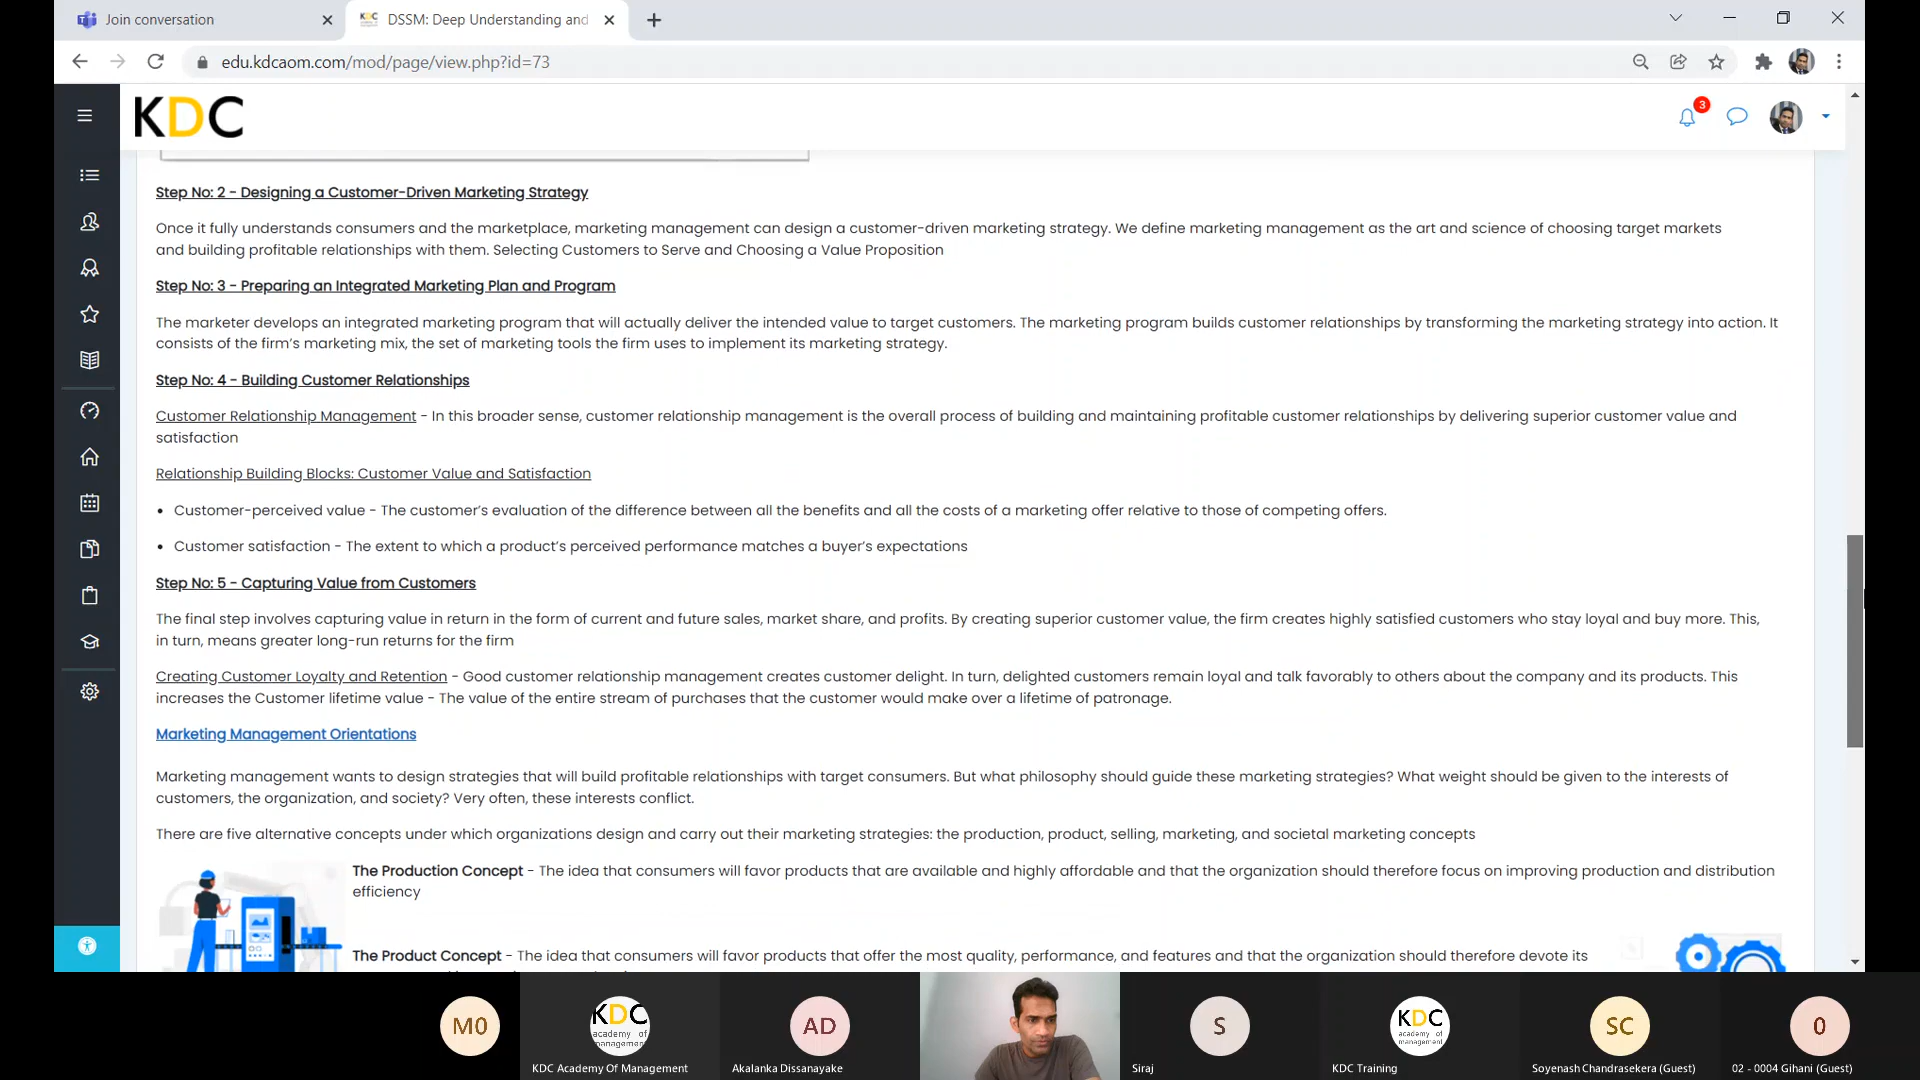 Join conversation
KDC
DSSM: Deep Understanding and
edu.kdcaom.com/mod/page/view.php?id=73
KDC
3
Step No: 2 - Designing a Customer-Driven Marketing Strategy
Once it fully understands consumers and the marketplace, marketing management can design a customer-driven marketing strategy. We define marketing management as the art and science of choosing target markets
and building profitable relationships with them. Selecting Customers to Serve and Choosing a Value Proposition
Step No: 3 - Preparing an Integrated Marketing Plan and Program
The marketer develops an integrated marketing program that will actually deliver the intended value to target customers. The marketing program builds customer relationships by transforming the marketing strategy into action. It
consists of the firm's marketing mix, the set of marketing tools the firm uses to implement its marketing strategy.
Step No: 4 - Building Customer Relationships
Customer Relationship Management - In this broader sense, customer relationship management is the overall process of building and maintaining profitable customer relationships by delivering superior customer value and
satisfaction
Relationship Building Blocks: Customer Value and Satisfaction
• Customer-perceived value - The customer's evaluation of the difference between all the benefits and all the costs of a marketing offer relative to those of competing offers.
• Customer satisfaction - The extent to which a product's perceived performance matches a buyer's expectations
Step No: 5 - Capturing Value from Customers
The final step involves capturing value in return in the form of current and future sales, market share, and profits. By creating superior customer value, the firm creates highly satisfied customers who stay loyal and buy more. This,
in turn, means greater long-run returns for the firm
Creating Customer Loyalty and Retention - Good customer relationship management creates customer delight. In turn, delighted customers remain loyal and talk favorably to others about the company and its products. This
increases the Customer lifetime value - The value of the entire stream of purchases that the customer would make over a lifetime of patronage.
Marketing Management Orientations
Marketing management wants to design strategies that will build profitable relationships with target consumers. But what philosophy should guide these marketing strategies? What weight should be given to the interests of
customers, the organization, and society? Very often, these interests conflict.
There are five alternative concepts under which organizations design and carry out their marketing strategies: the production, product, selling, marketing, and societal marketing concepts
The Production Concept - The idea that consumers will favor products that are available and highly affordable and that the organization should therefore focus on improving production and distribution
efficiency
The Product Concept - The idea that consumers will favor products that offer the most quality, performance, and features and that the organization should therefore devote its
M0
KDC
academy of
management
KDC Academy Of Management
AD
Akalanka Dissanayake
S
Siraj
KDC
academy of
management
KDC Training
SC
Soyenash Chandrasekera (Guest)
0
02 - 0004 Gihani (Guest)